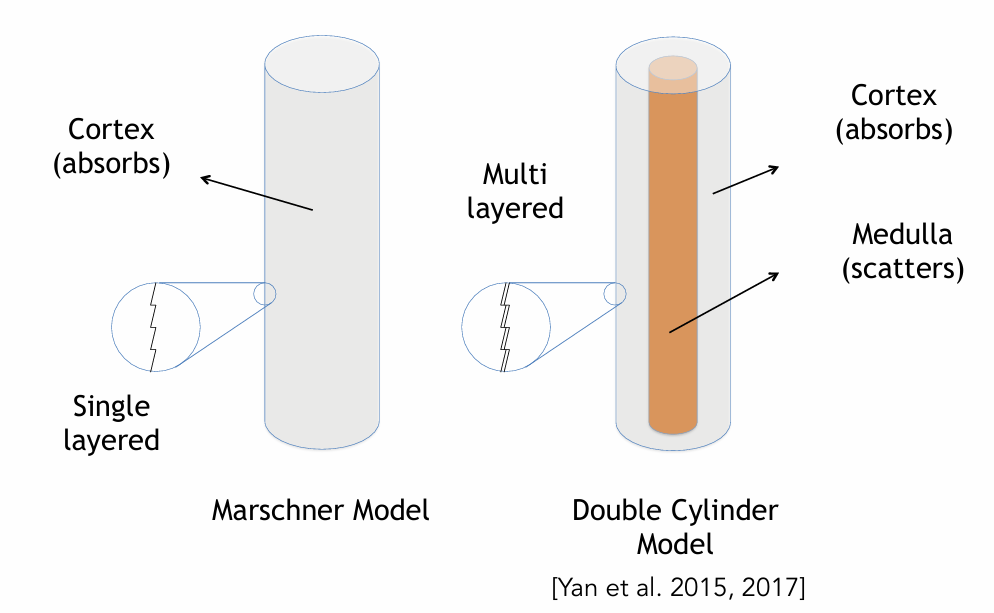 Cortex
(absorbs)
Single
layered
Marschner Model
Multi
layered
Cortex
(absorbs)
Medulla
(scatters)
Double Cylinder
Model
[Yan et al. 2015, 2017]